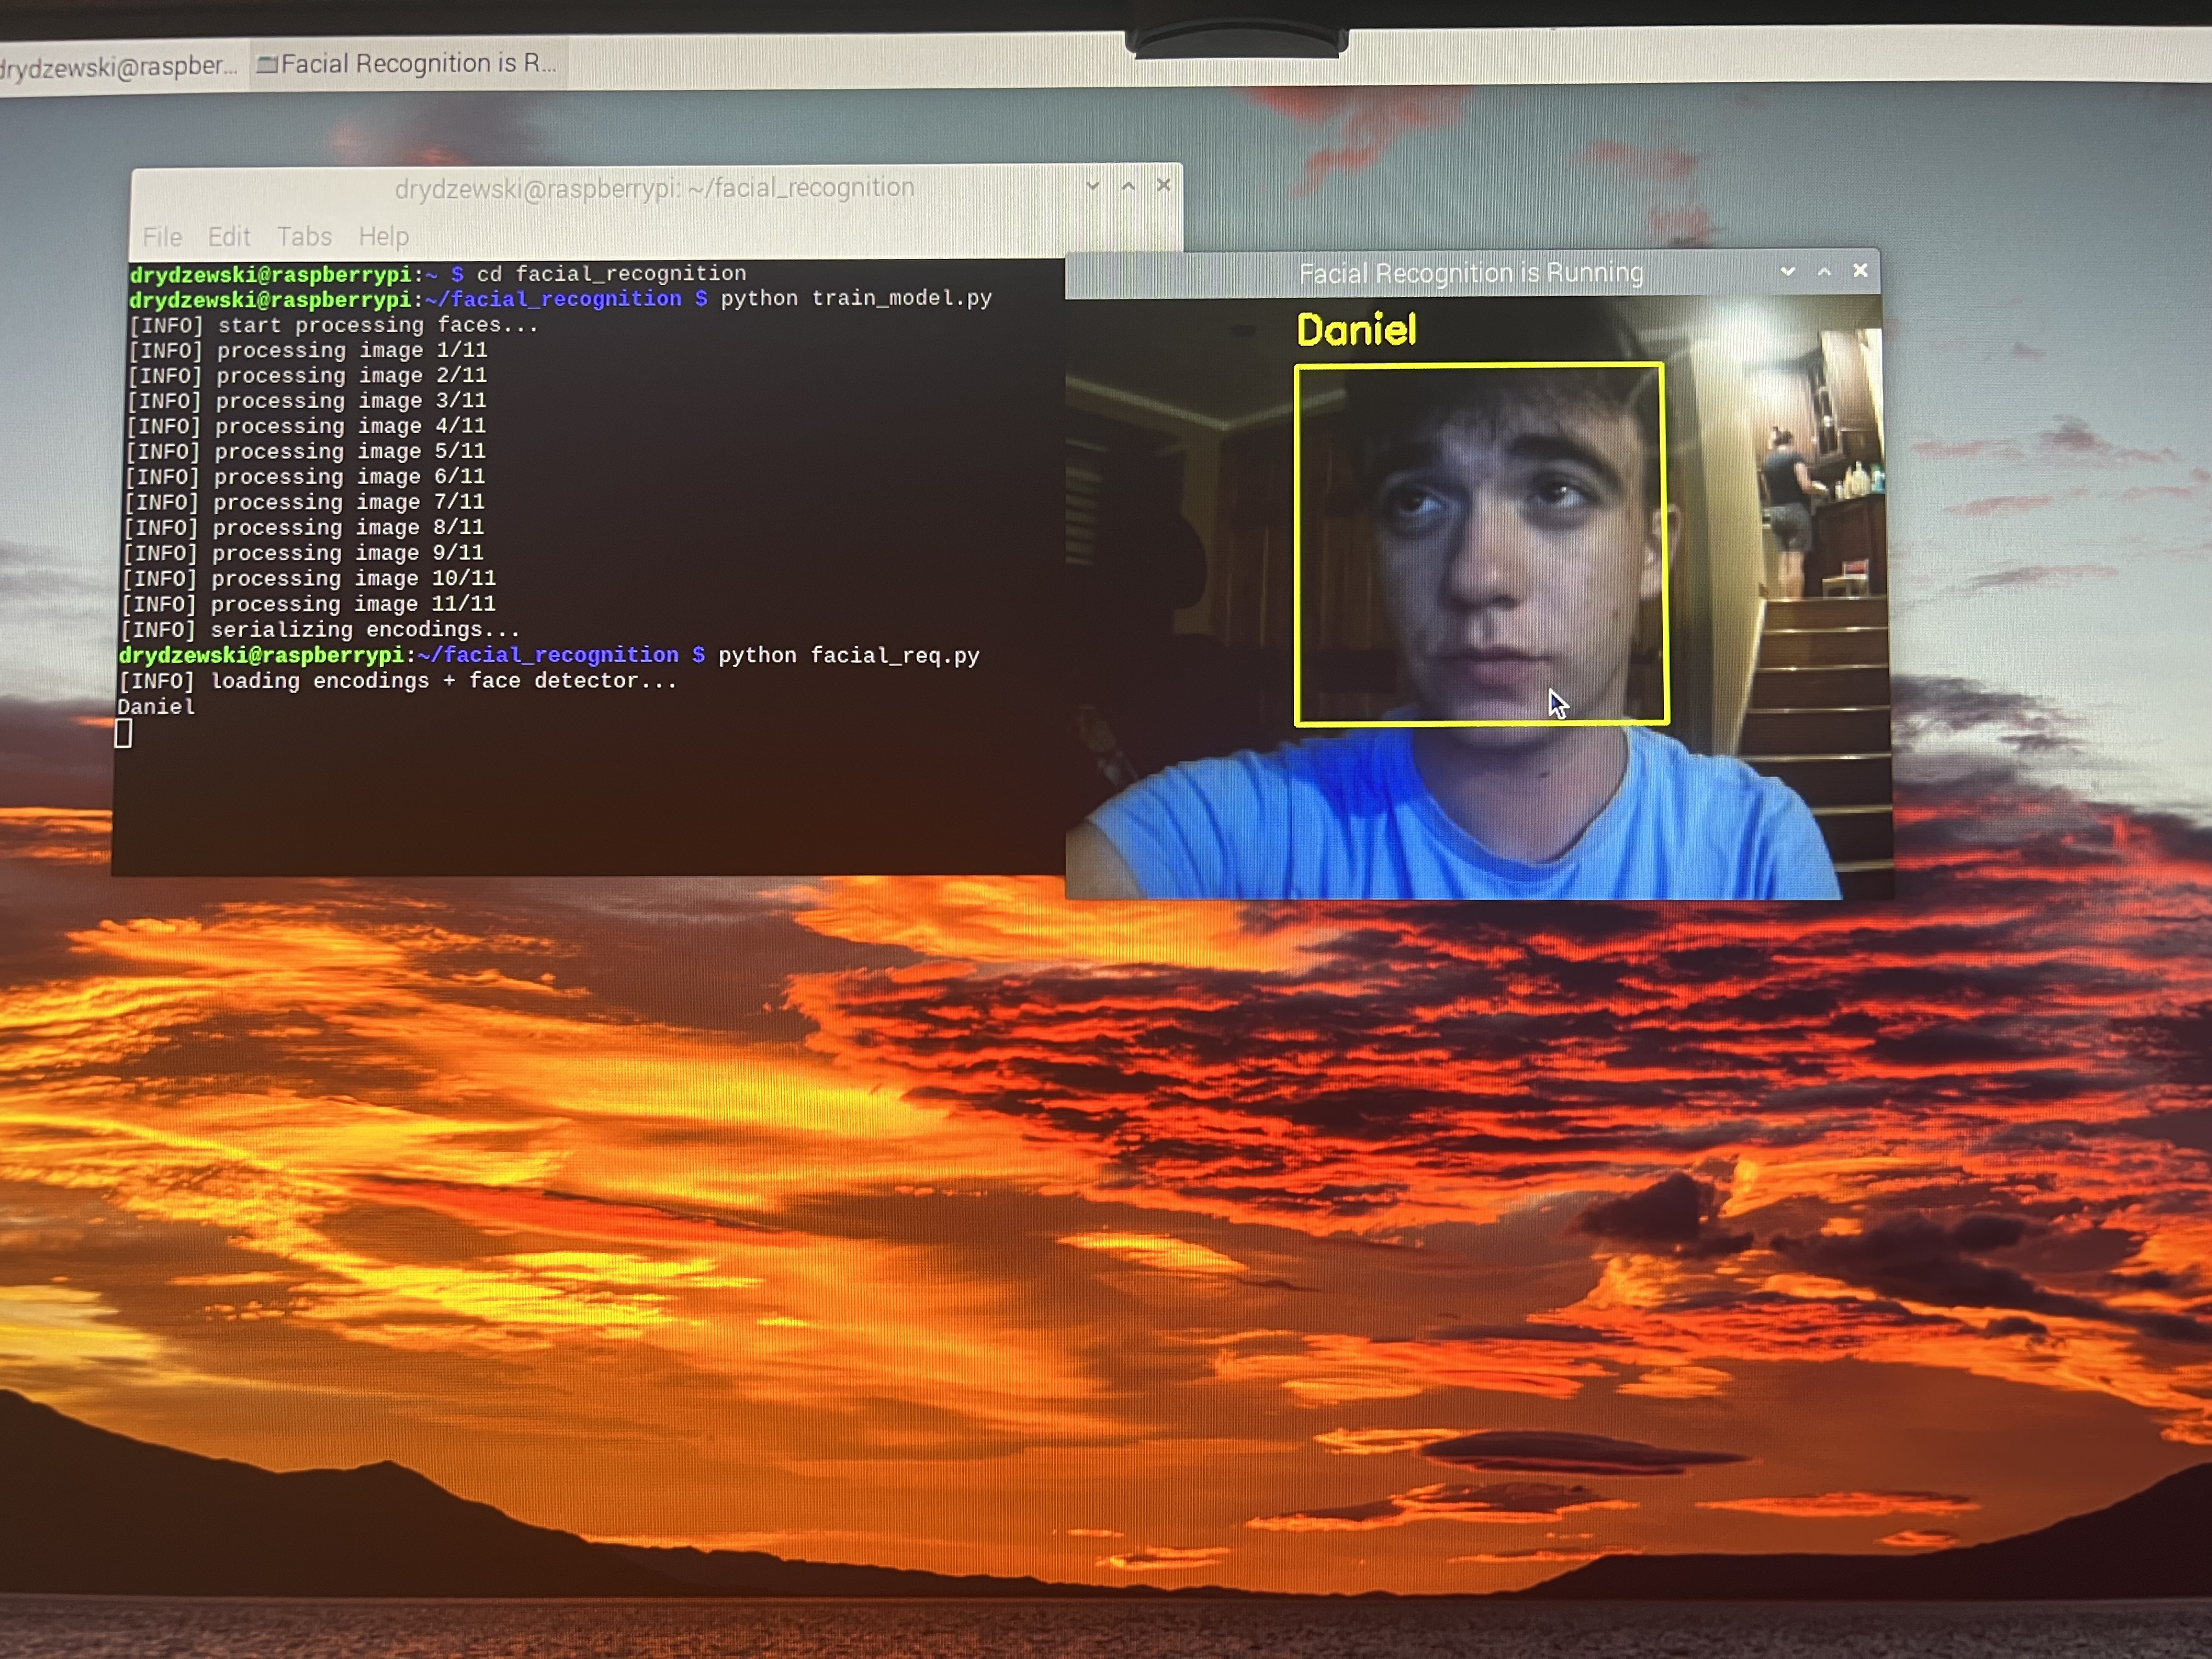 drydzewski@raspber... Facial Recognition is R...
drydzewski@raspberrypi: ~/facial_recognition
File Edit Tabs Help
drydzewski@raspberrypi:~ $ cd facial_recognition
drydzewski@raspberrypi:~/facial_recognition $ python train_model.py
[INFO] start processing faces...
[INFO] processing image 1/11
[INFO] processing image 2/11
[INFO] processing image 3/11
[INFO] processing image 4/11
[INFO] processing image 5/11
[INFO] processing image 6/11
[INFO] processing image 7/11
[INFO] processing image 8/11
[INFO] processing image 9/11
[INFO] processing image 10/11
[INFO] processing image 11/11
[INFO] serializing encodings...
drydzewski@raspberrypi:~/facial_recognition $ python facial_req.py
[INFO] loading encodings + face detector...
Daniel
Facial Recognition is Running
Daniel